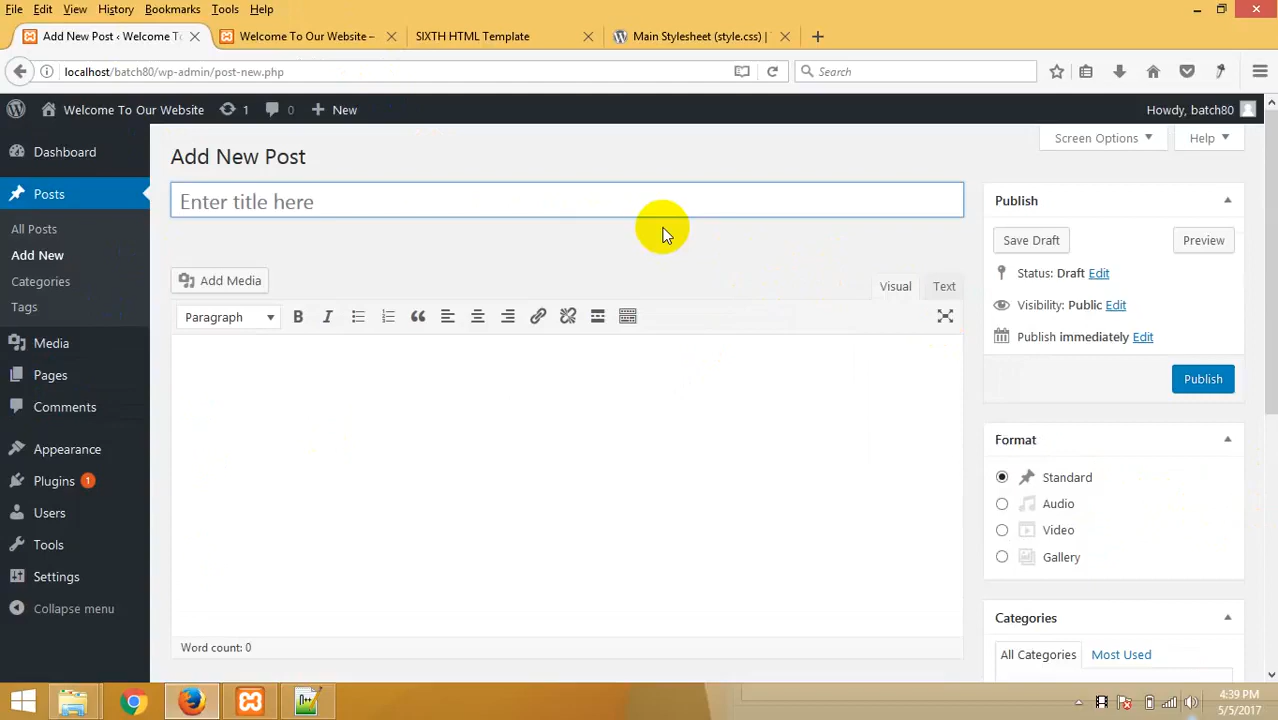 File Edit View History Bookmarks Tools Help
Add New Post ‹ Welcome To
Welcome To Our Website –
SIXTH HTML Template
Main Stylesheet (style.css) |
localhost/batch80/wp-admin/post-new.php
Search
Welcome To Our Website 1 0 New
Howdy, batch80
Dashboard
Posts
All Posts
Add New
Categories
Tags
Media
Pages
Comments
Appearance
Plugins 1
Users
Tools
Settings
Collapse menu
Screen Options
Help
Add New Post
Enter title here
Add Media
Visual
Text
Paragraph
B I
Word count: 0
Publish
Save Draft
Preview
Status: Draft Edit
Visibility: Public Edit
Publish immediately Edit
Publish
Format
Standard
Audio
Video
Gallery
Categories
All Categories
Most Used
4:39 PM
5/5/2017